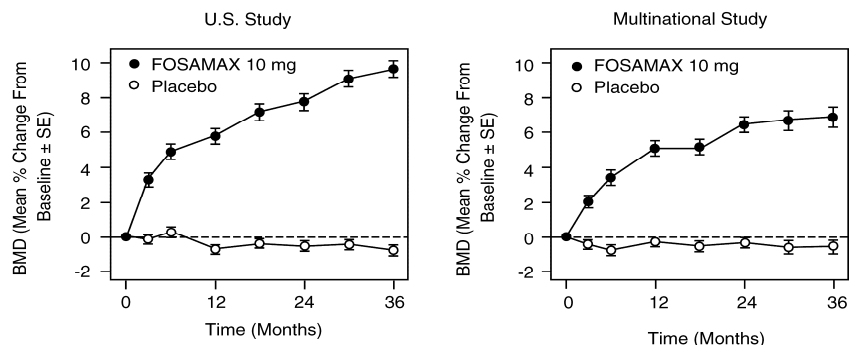 U.S. Study
BMD (Mean % Change From
Baseline ± SE)
10
8
6
4
2
0
-2
FOSAMAX 10 mg
Placebo
0
12
24
36
Time (Months)
Multinational Study
BMD (Mean % Change From
Baseline ± SE)
10
8
6
4
2
0
-2
FOSAMAX 10 mg
Placebo
0
12
24
36
Time (Months)